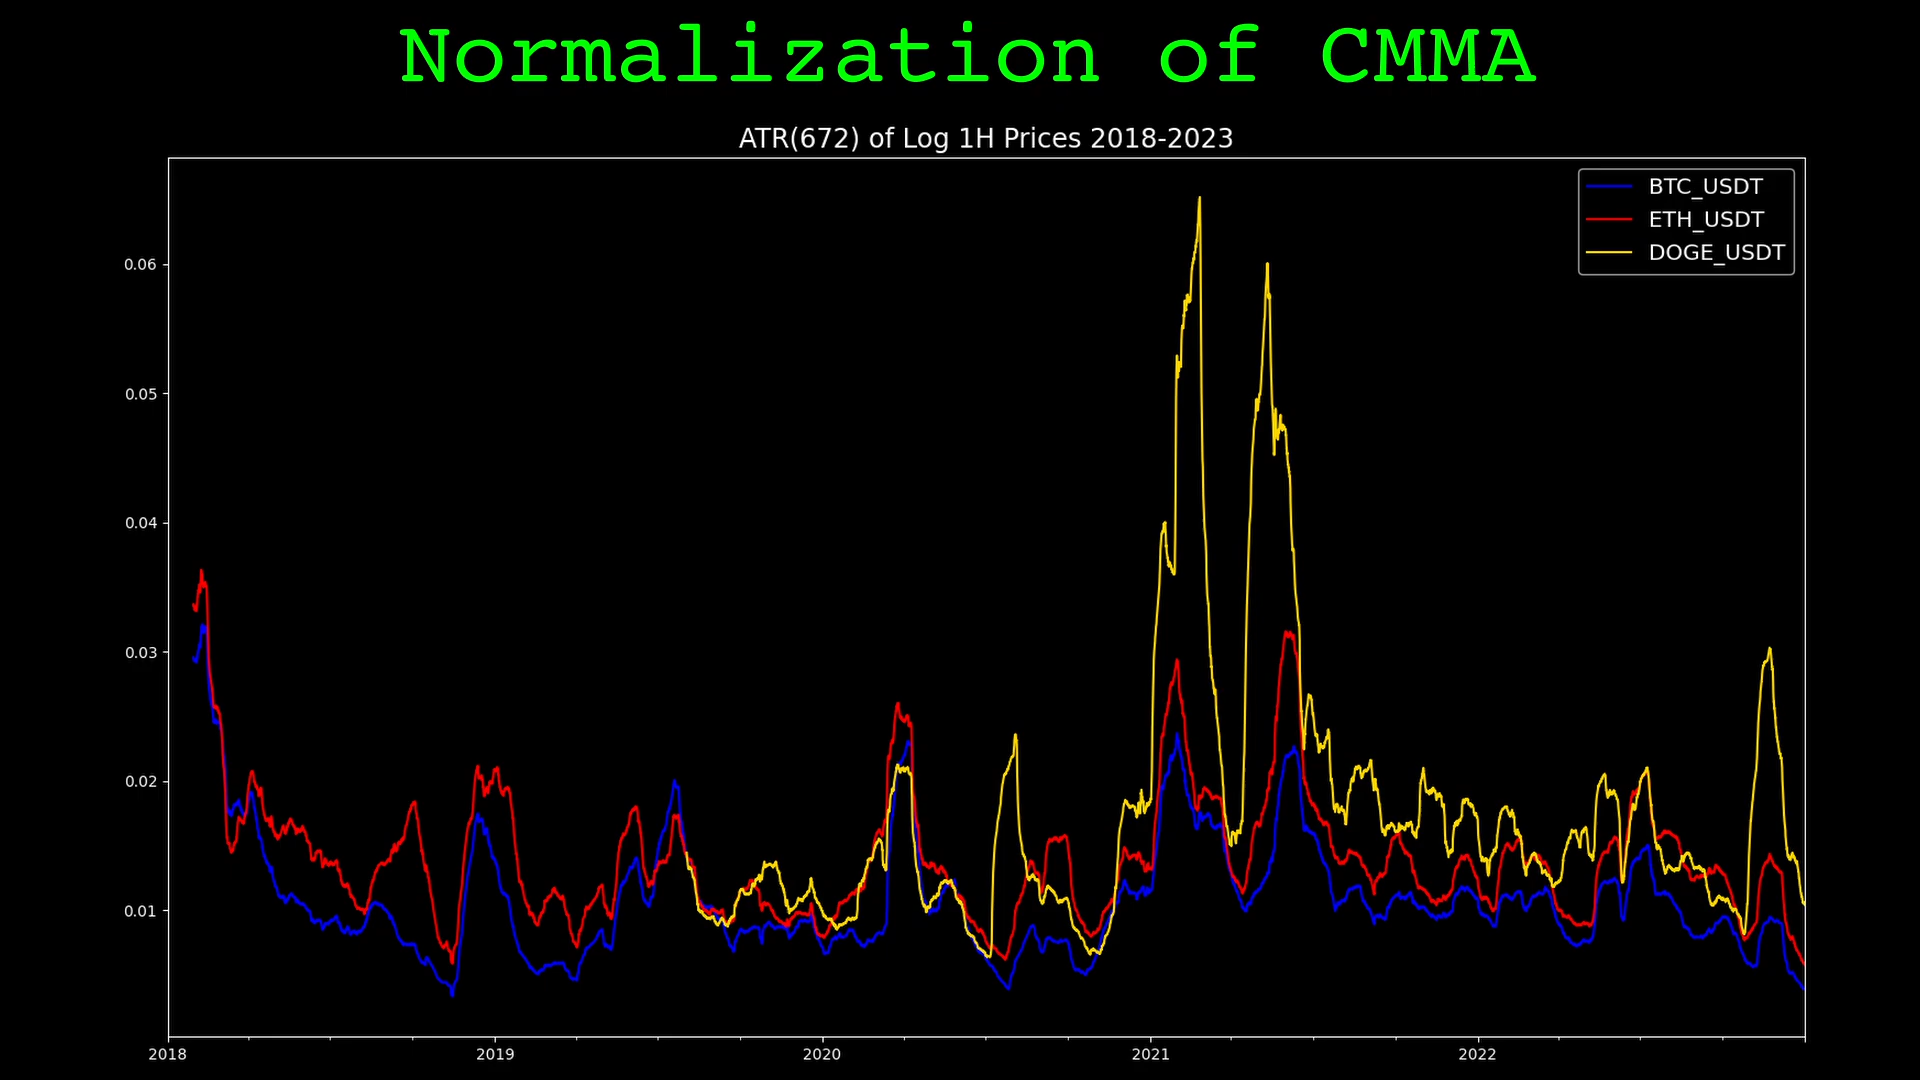 Normalization of CMMA
ATR(672) of Log 1H Prices 2018-2023
BTC_USDT
ETH_USDT
DOGE_USDT
0.06
0.05
0.04
0.03
0.02
0.01
2018
2019
2020
2021
2022